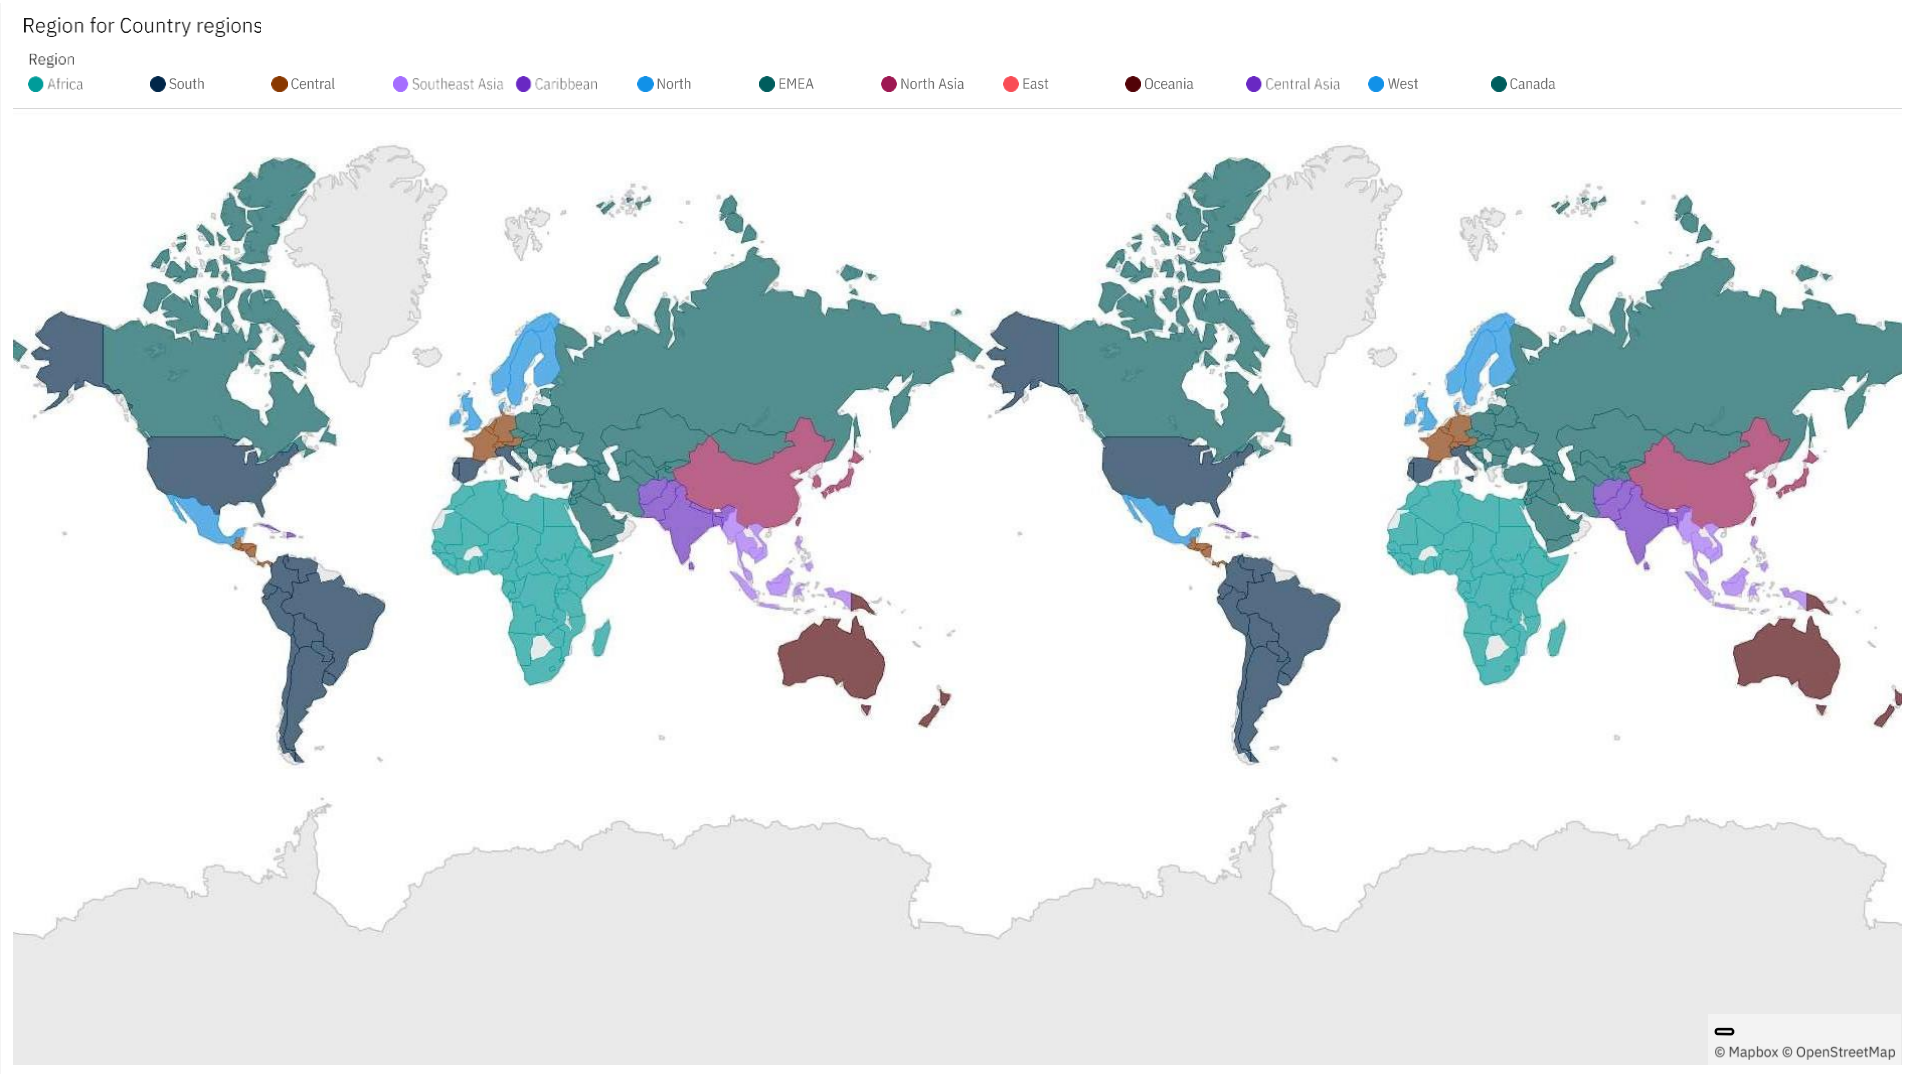 Region for Country regions
Region
Africa South Central Southeast Asia Caribbean North EMEA North Asia East Oceania Central Asia West Canada
© Mapbox © OpenStreetMap